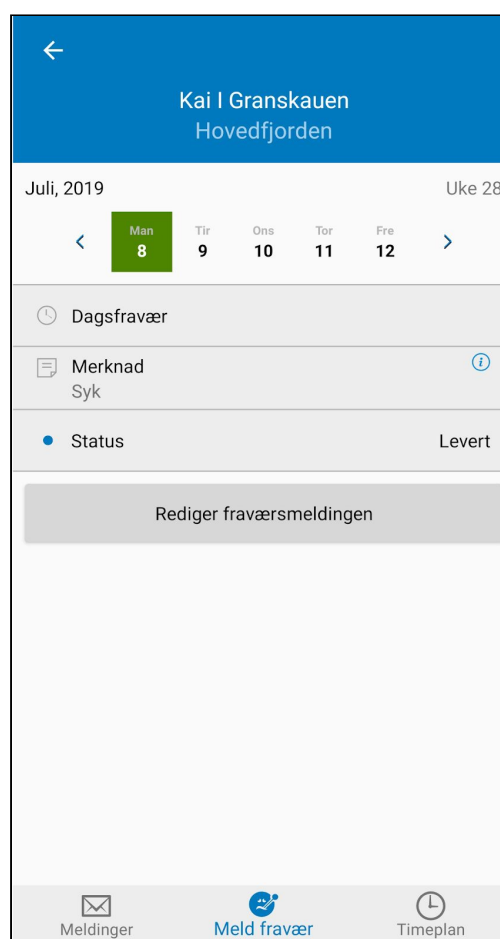 Kai I Granskauen
Hovedfjorden
Juli, 2019 Uke 28
Man Tir Ons Tor Fre
8 9 10 11 12
Dagsfravær
Merknad
Syk
Status Levert
Rediger fraværsmeldingen
Meldinger Meld fravær Timeplan